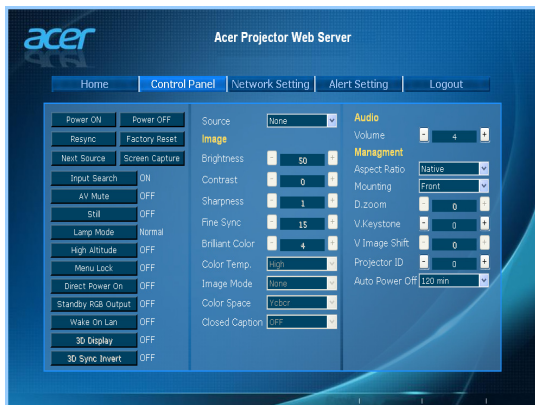 acer
Acer Projector Web Server
Home Control Panel Network Setting Alert Setting Logout
Power ON Power OFF
Resync Factory Reset
Next Source Screen Capture
Input Search ON
AV Mute OFF
Still OFF
Lamp Mode Normal
High Altitude OFF
Menu Lock OFF
Direct Power On OFF
Standby RGB Output OFF
Wake On Lan OFF
3D Display OFF
3D Sync Invert OFF
Source None
Image
Brightness - 50 +
Contrast - 0 +
Sharpness - 1 +
Fine Sync - 15 +
Brilliant Color - 4 +
Color Temp. High
Image Mode None
Color Space Ycbcr
Closed Caption OFF
Audio
Volume - 4 +
Managment
Aspect Ratio Native
Mounting Front
D.zoom - 0 +
V.Keystone - 0 +
V Image Shift - 0 +
Projector ID - 0 +
Auto Power Off 120 min